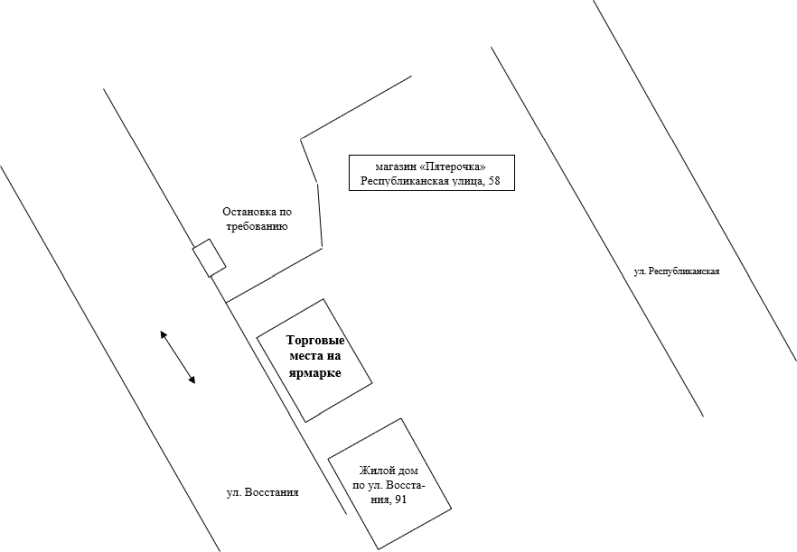 магазин «Пятерочка»
Республиканская улица, 58
Остановка по
требованию
ул. Республиканская
Торговые
места на
ярмарке
Жилой дом
по ул. Восста-
ния, 91
ул. Восстания